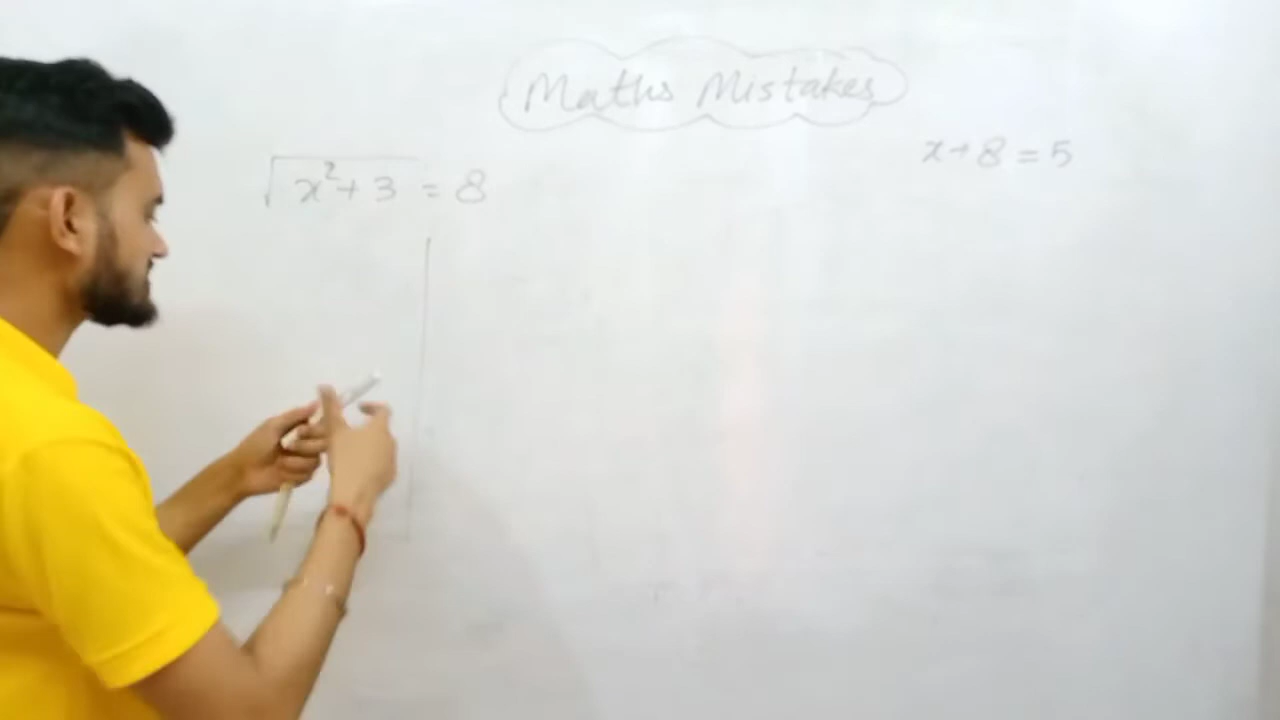 Maths Mistakes
√(x²+3) = 8
x+8=5